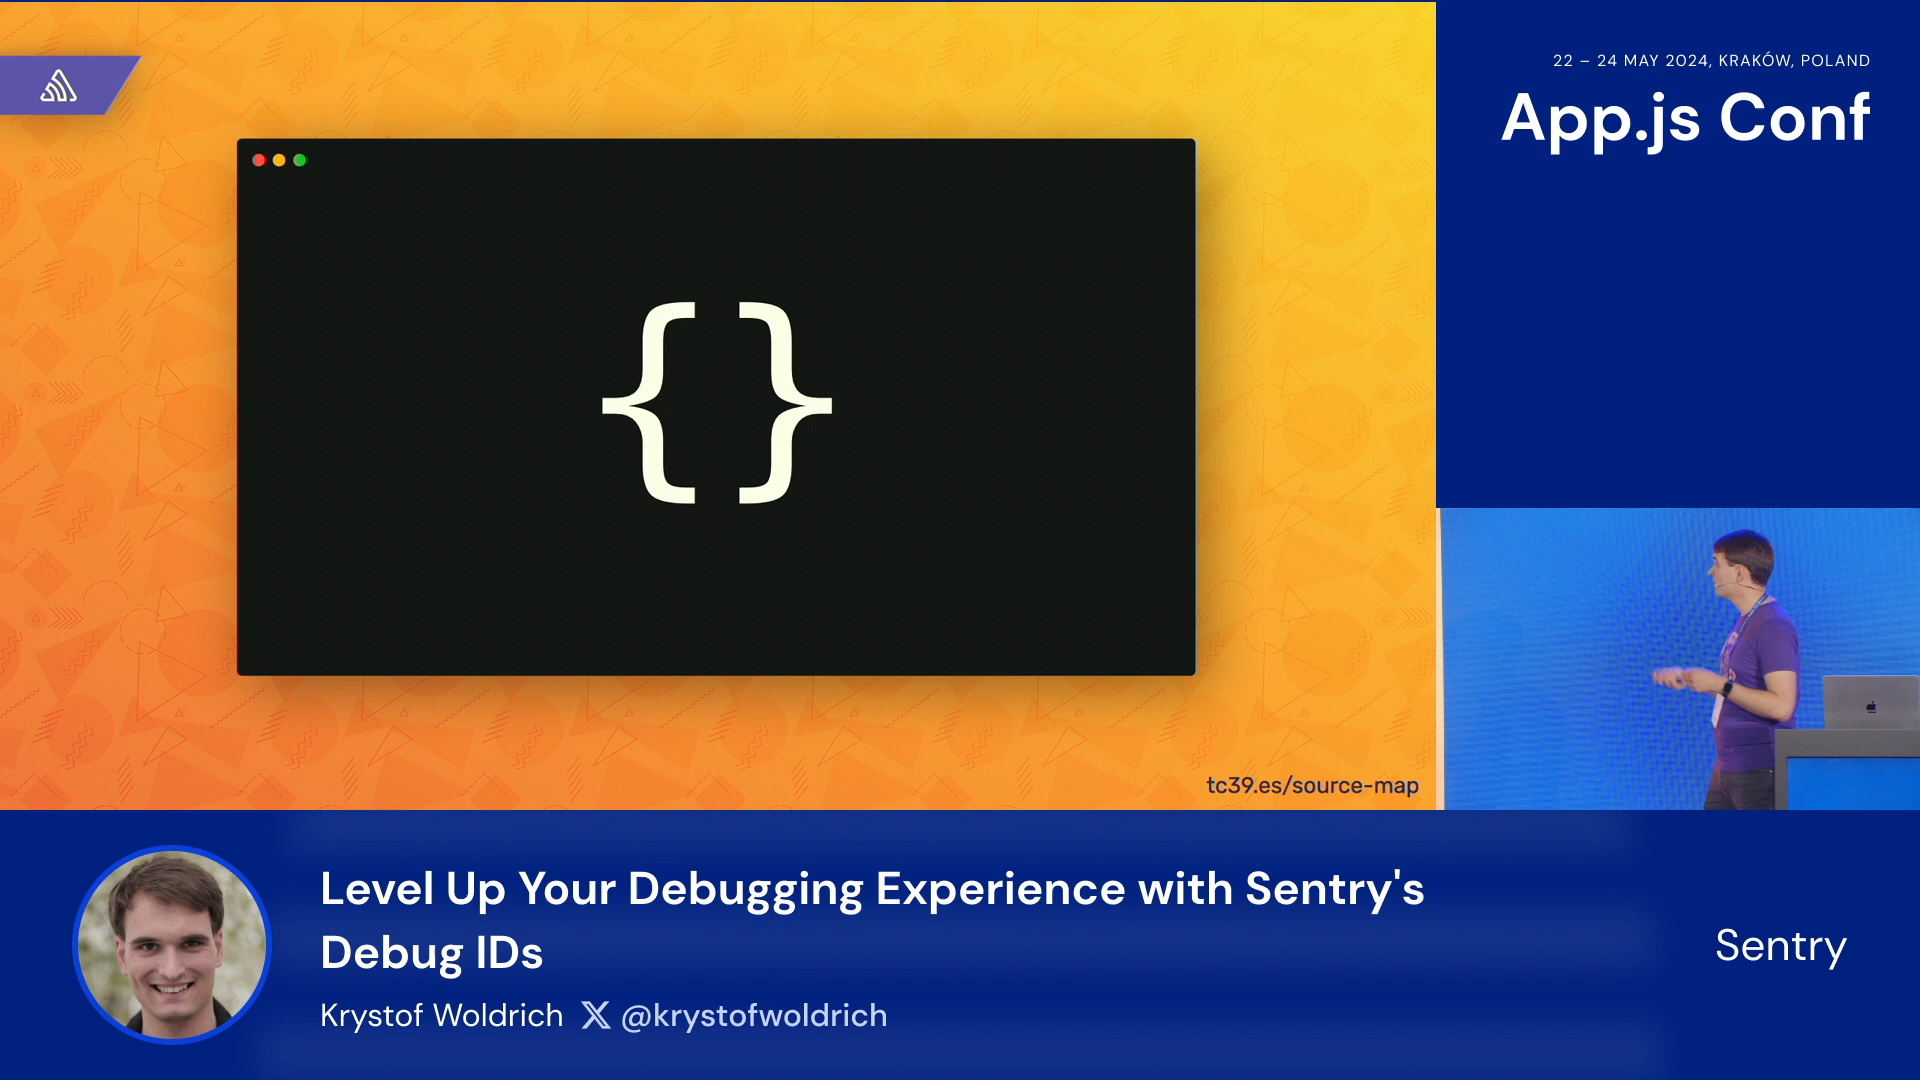 22 – 24 MAY 2024, KRAKÓW, POLAND
App.js Conf
{}
tc39.es/source-map
Level Up Your Debugging Experience with Sentry's
Debug IDs
Krystof Woldrich X @krystofwoldrich
Sentry